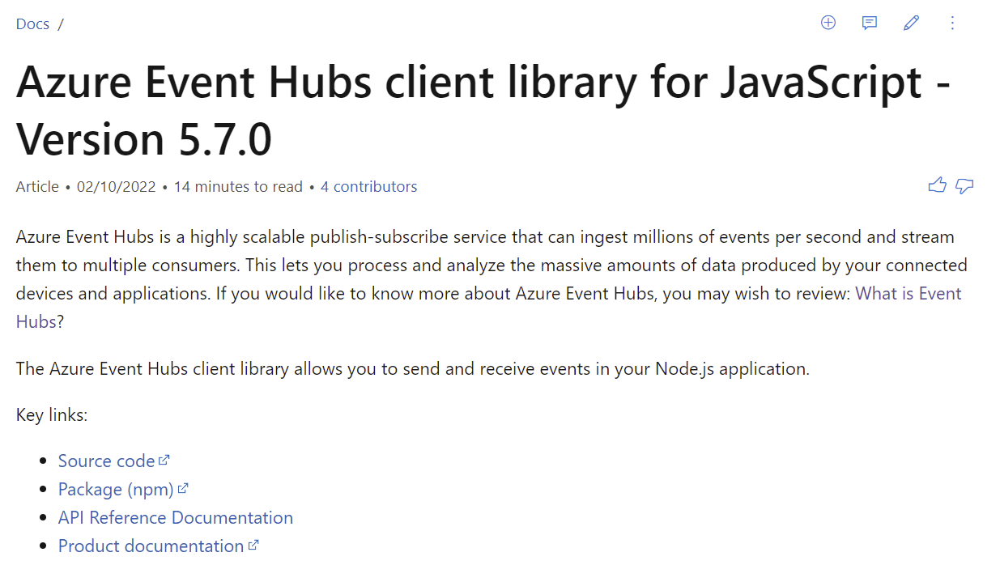 Docs /
Azure Event Hubs client library for JavaScript -
Version 5.7.0
Article • 02/10/2022 • 14 minutes to read • 4 contributors
Azure Event Hubs is a highly scalable publish-subscribe service that can ingest millions of events per second and stream
them to multiple consumers. This lets you process and analyze the massive amounts of data produced by your connected
devices and applications. If you would like to know more about Azure Event Hubs, you may wish to review: What is Event
Hubs?
The Azure Event Hubs client library allows you to send and receive events in your Node.js application.
Key links:
• Source code
• Package (npm)
• API Reference Documentation
• Product documentation